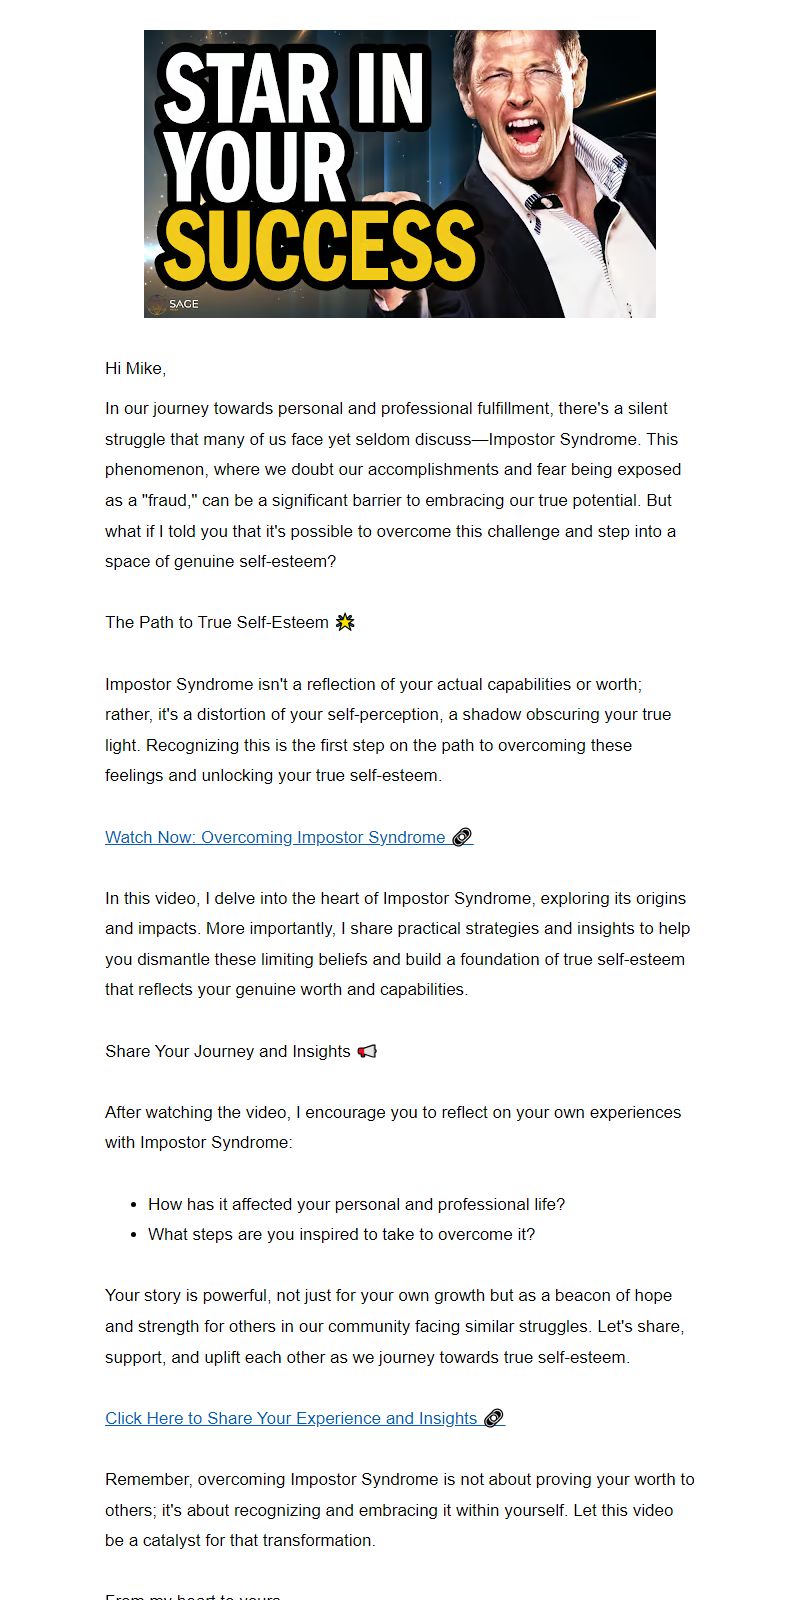 STAR IN
YOUR
SUCCESS
SAGE
Hi Mike,
In our journey towards personal and professional fulfillment, there's a silent
struggle that many of us face yet seldom discuss—Impostor Syndrome. This
phenomenon, where we doubt our accomplishments and fear being exposed
as a "fraud," can be a significant barrier to embracing our true potential. But
what if I told you that it's possible to overcome this challenge and step into a
space of genuine self-esteem?
The Path to True Self-Esteem 🌟
Impostor Syndrome isn't a reflection of your actual capabilities or worth;
rather, it's a distortion of your self-perception, a shadow obscuring your true
light. Recognizing this is the first step on the path to overcoming these
feelings and unlocking your true self-esteem.
Watch Now: Overcoming Impostor Syndrome 🔗
In this video, I delve into the heart of Impostor Syndrome, exploring its origins
and impacts. More importantly, I share practical strategies and insights to help
you dismantle these limiting beliefs and build a foundation of true self-esteem
that reflects your genuine worth and capabilities.
Share Your Journey and Insights 📢
After watching the video, I encourage you to reflect on your own experiences
with Impostor Syndrome:
• How has it affected your personal and professional life?
• What steps are you inspired to take to overcome it?
Your story is powerful, not just for your own growth but as a beacon of hope
and strength for others in our community facing similar struggles. Let's share,
support, and uplift each other as we journey towards true self-esteem.
Click Here to Share Your Experience and Insights 🔗
Remember, overcoming Impostor Syndrome is not about proving your worth to
others; it's about recognizing and embracing it within yourself. Let this video
be a catalyst for that transformation.